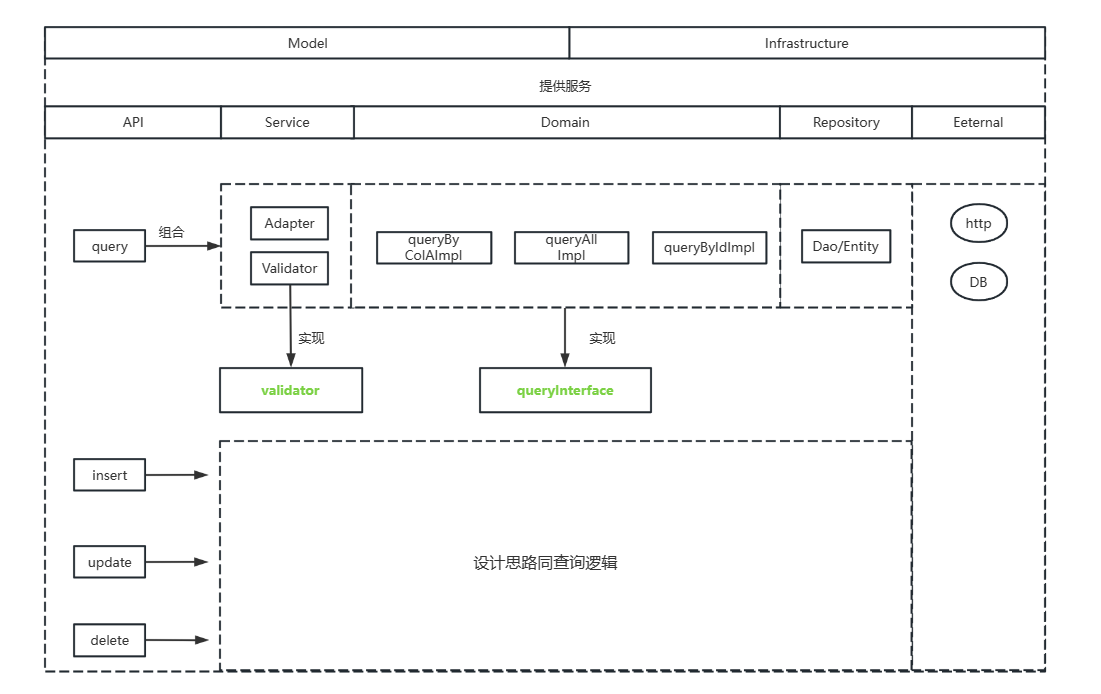 Model
Infrastructure
提供服务
API
Service
Domain
Repository
Eeternal
query
组合
Adapter
Validator
queryBy
ColAImpl
queryAll
Impl
queryByIdImpl
Dao/Entity
http
DB
实现
实现
validator
queryInterface
insert
update
设计思路同查询逻辑
delete